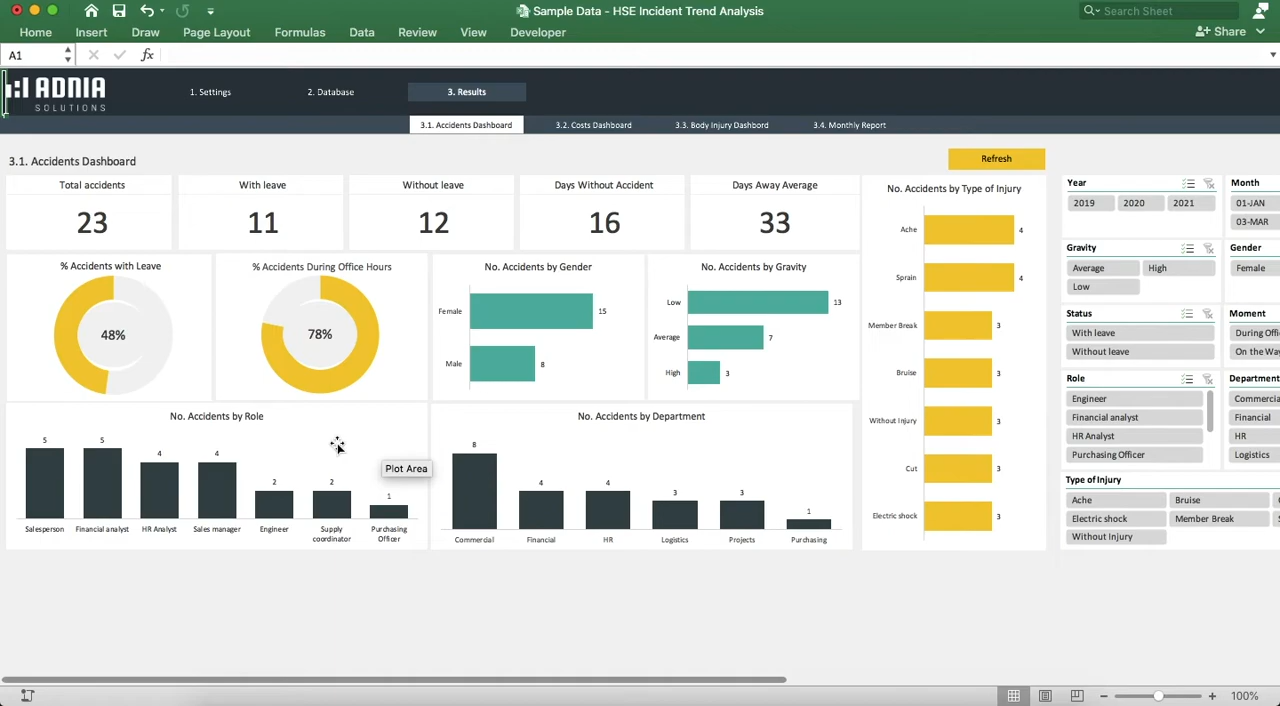 Sample Data - HSE Incident Trend Analysis
Search Sheet
Home Insert Draw Page Layout Formulas Data Review View Developer
Share
A1
fx
ADNIA
SOLUTIONS
1. Settings
2. Database
3. Results
3.1. Accidents Dashboard
3.2. Costs Dashboard
3.3. Body Injury Dashbord
3.4. Monthly Report
3.1. Accidents Dashboard
Refresh
Total accidents
23
With leave
11
Without leave
12
Days Without Accident
16
Days Away Average
33
% Accidents with Leave
48%
% Accidents During Office Hours
78%
No. Accidents by Gender
Female 15
Male 8
No. Accidents by Gravity
Low 13
Average 7
High 3
No. Accidents by Role
5 5 4 4 2 2 1
Salesperson Financial analyst HR Analyst Sales manager Engineer Supply Purchasing
coordinator Officer
Plot Area
No. Accidents by Department
8 4 4 3 3 1
Commercial Financial HR Logistics Projects Purchasing
No. Accidents by Type of Injury
Ache 4
Sprain 4
Member Break 3
Bruise 3
Without Injury 3
Cut 3
Electric shock 3
Year
2019 2020 2021
Gravity
Average High
Low
Status
With leave
Without leave
Role
Engineer
Financial analyst
HR Analyst
Purchasing Officer
Type of Injury
Ache Bruise
Electric shock Member Break
Without Injury
Month
01-JAN
03-MAR
Gender
Female
Moment
During Offi
On the Way
Department
Commercia
Financial
HR
Logistics
100%